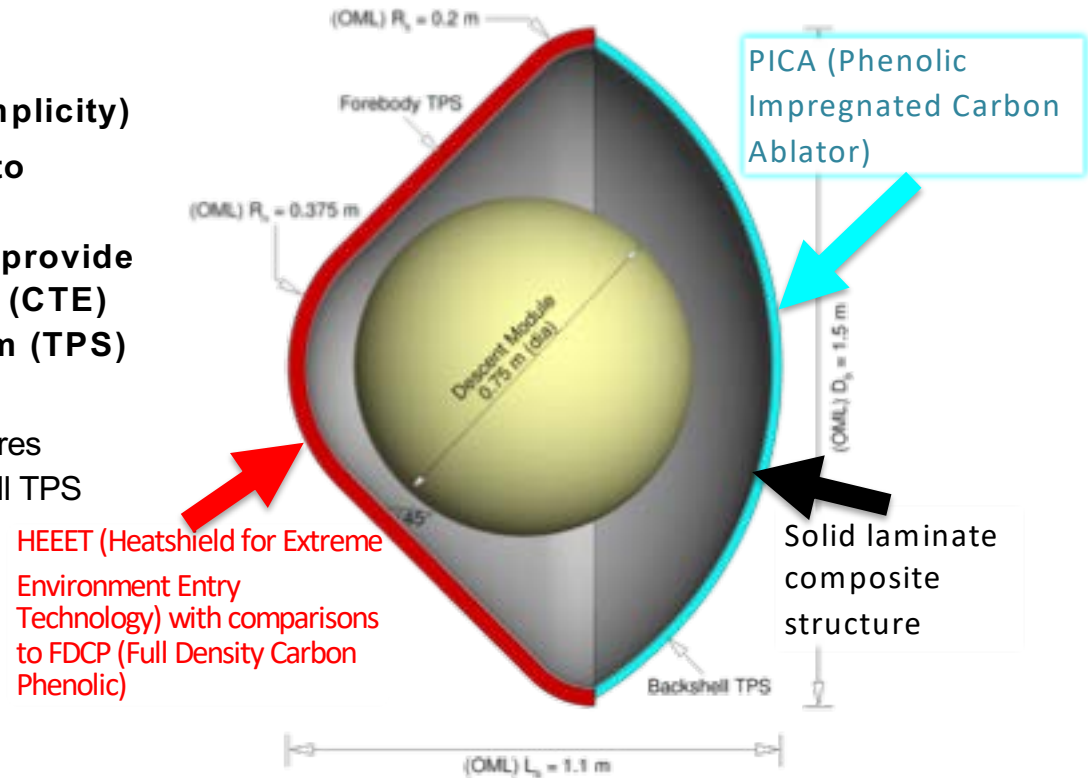 (OML) Rs = 0.2 m
nplicity)
to
provide
(CTE)
m (TPS)
res
ll TPS
Forebody TPS
(OML) Rn = 0.375 m
PICA (Phenolic
Impregnated Carbon
Ablator)
Descent Module
0.75 m (dia)
(OML) Db = 1.5 m
45°
HEEET (Heatshield for Extreme
Environment Entry
Technology) with comparisons
to FDCP (Full Density Carbon
Phenolic)
Solid laminate
composite
structure
Backshell TPS
(OML) Lb = 1.1 m